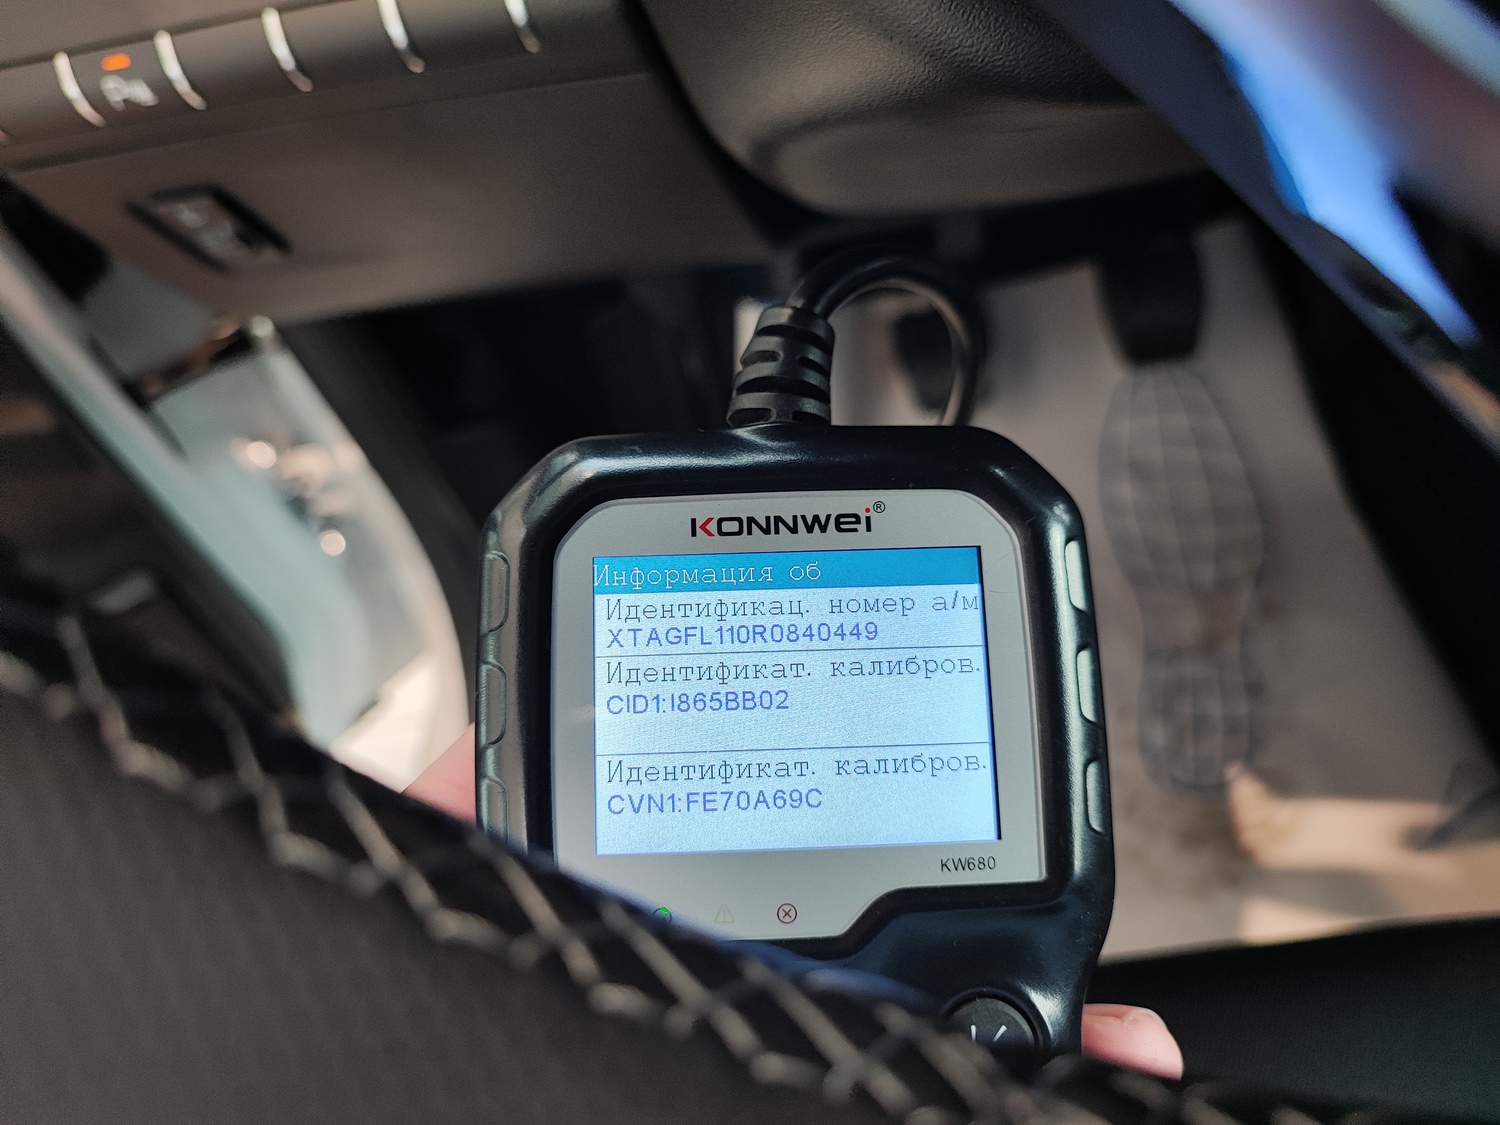 KONNWEI®
Информация об
Идентификац. номер а/м
XTAGFL110R0840449
Идентификат. калибров.
CID1:I865BB02
Идентификат. калибров.
CVN1:FE70A69C
KW680